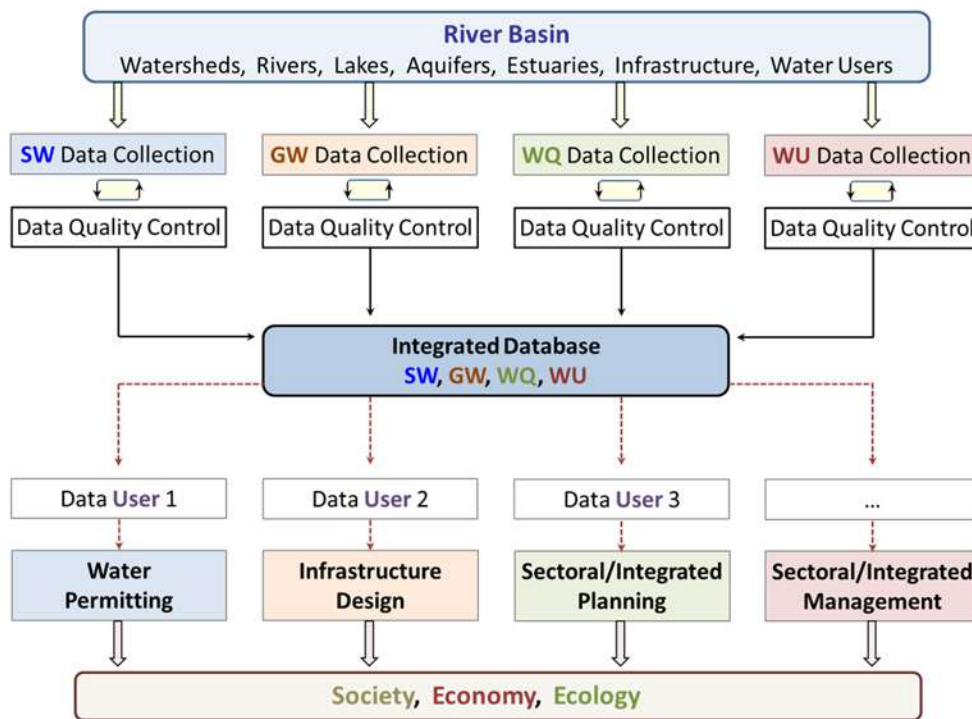 River Basin
Watersheds, Rivers, Lakes, Aquifers, Estuaries, Infrastructure, Water Users
SW Data Collection
GW Data Collection
WQ Data Collection
WU Data Collection
Data Quality Control
Data Quality Control
Data Quality Control
Data Quality Control
Integrated Database
SW, GW, WQ, WU
Data User 1
Data User 2
Data User 3
...
Water
Permitting
Infrastructure
Design
Sectoral/Integrated
Planning
Sectoral/Integrated
Management
Society, Economy, Ecology